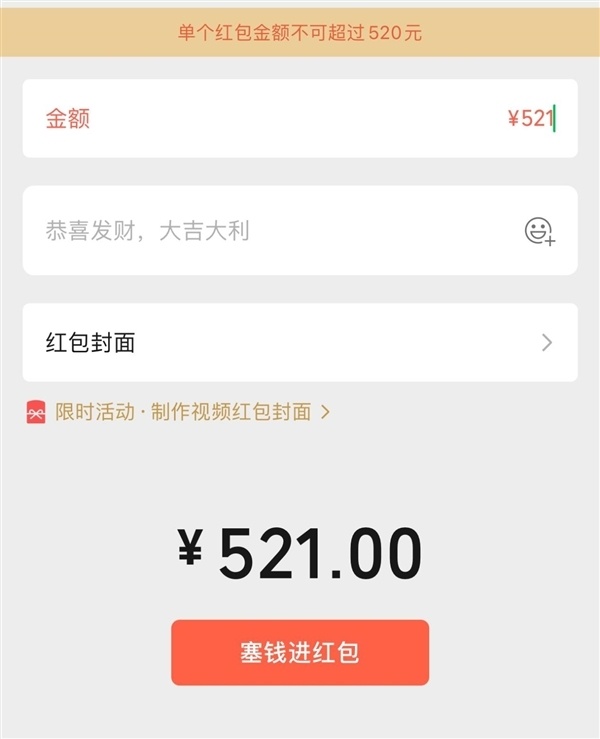 单个红包金额不可超过520元
金额 ¥521
恭喜发财，大吉大利
红包封面
限时活动·制作视频红包封面
¥521.00
塞钱进红包